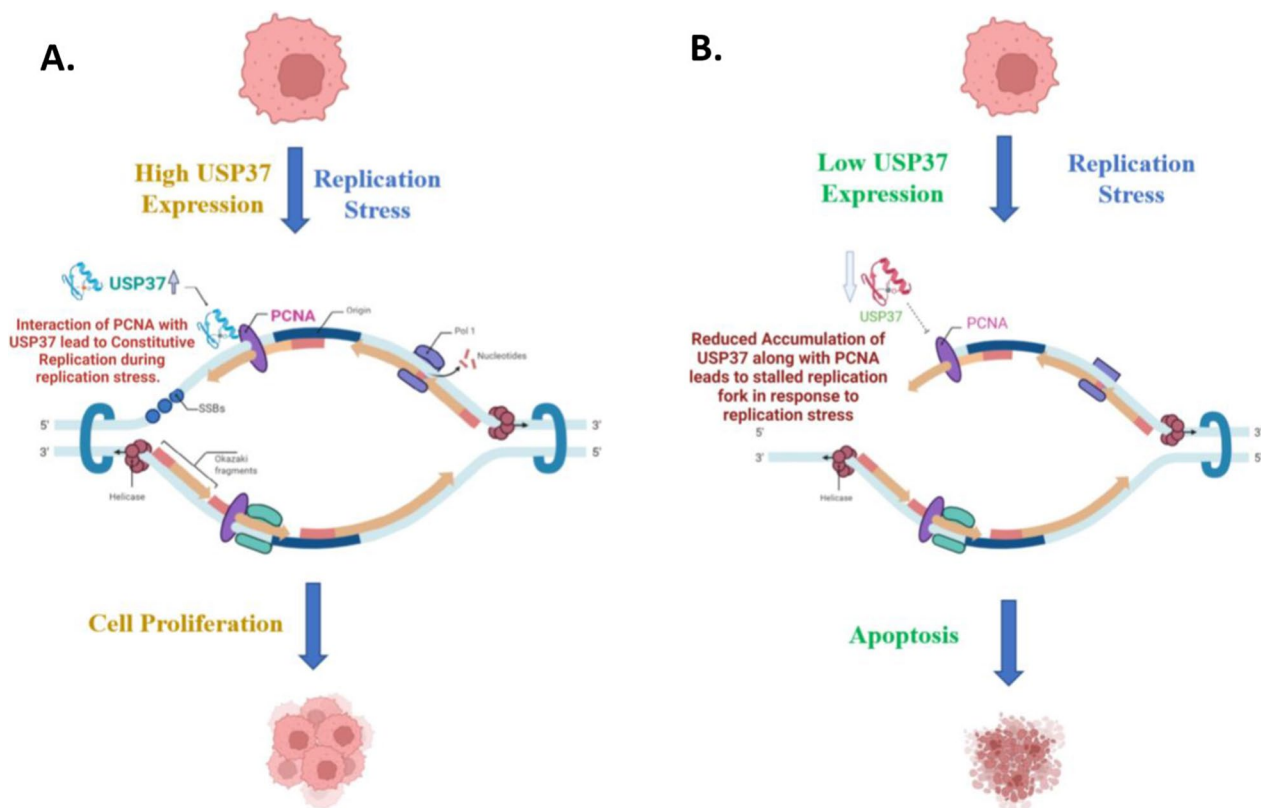 A.
High USP37
Expression
Replication
Stress
USP37
PCNA
Origin
Pol 1
Nucleotides
Interaction of PCNA with
USP37 lead to Constitutive
Replication during
replication stress.
SSBs
5'
3'
3'
5'
Okazaki
fragments
Helicase
Cell Proliferation
B.
Low USP37
Expression
Replication
Stress
USP37
PCNA
Reduced Accumulation of
USP37 along with PCNA
leads to stalled replication
fork in response to
replication stress
5'
3'
3'
5'
Helicase
Apoptosis